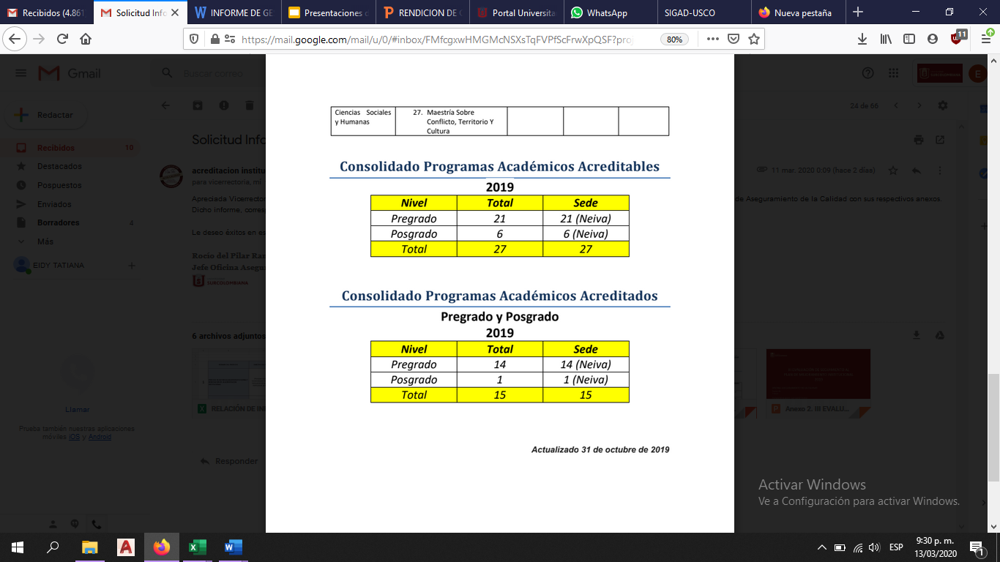 Recibidos (4.861
Solicitud Info
INFORME DE GE
Presentaciones d
RENDICION DE C
Portal Universita
WhatsApp
SIGAD-USCO
Nueva pestaña
https://mail.google.com/mail/u/0/#inbox/FMfcgxwHMGMcNSXsTqFVPfScFrwXpQSF?proj
80%
11
Gmail
Buscar correo
Redactar
24 de 66
Solicitud Info
Recibidos 10
Destacados
Pospuestos
Enviados
Borradores 4
Más
EIDY TATIANA
acreditacion institu
para vicerrectoria, mi
11 mar. 2020 0:09 (hace 2 días)
Apreciada Vicerrector
de Aseguramiento de la Calidad con sus respectivos anexos.
Dicho informe, corres
Le deseo éxitos en es
Rocio del Pilar Ran
Jefe Oficina Asegu
SURCOLOMBIANA
6 archivos adjuntos
RELACIÓN DE INF
Anexo 2. III EVALU...
Llamar
Prueba también nuestras aplicaciones
móviles iOS y Android
Responder
Ciencias Sociales
y Humanas
27. Maestría Sobre
Conflicto, Territorio Y
Cultura
Consolidado Programas Académicos Acreditables
2019
Nivel Total Sede
Pregrado 21 21 (Neiva)
Posgrado 6 6 (Neiva)
Total 27 27
Consolidado Programas Académicos Acreditados
Pregrado y Posgrado
2019
Nivel Total Sede
Pregrado 14 14 (Neiva)
Posgrado 1 1 (Neiva)
Total 15 15
Actualizado 31 de octubre de 2019
Activar Windows
Ve a Configuración para activar Windows.
ESP
9:30 p. m.
13/03/2020
1